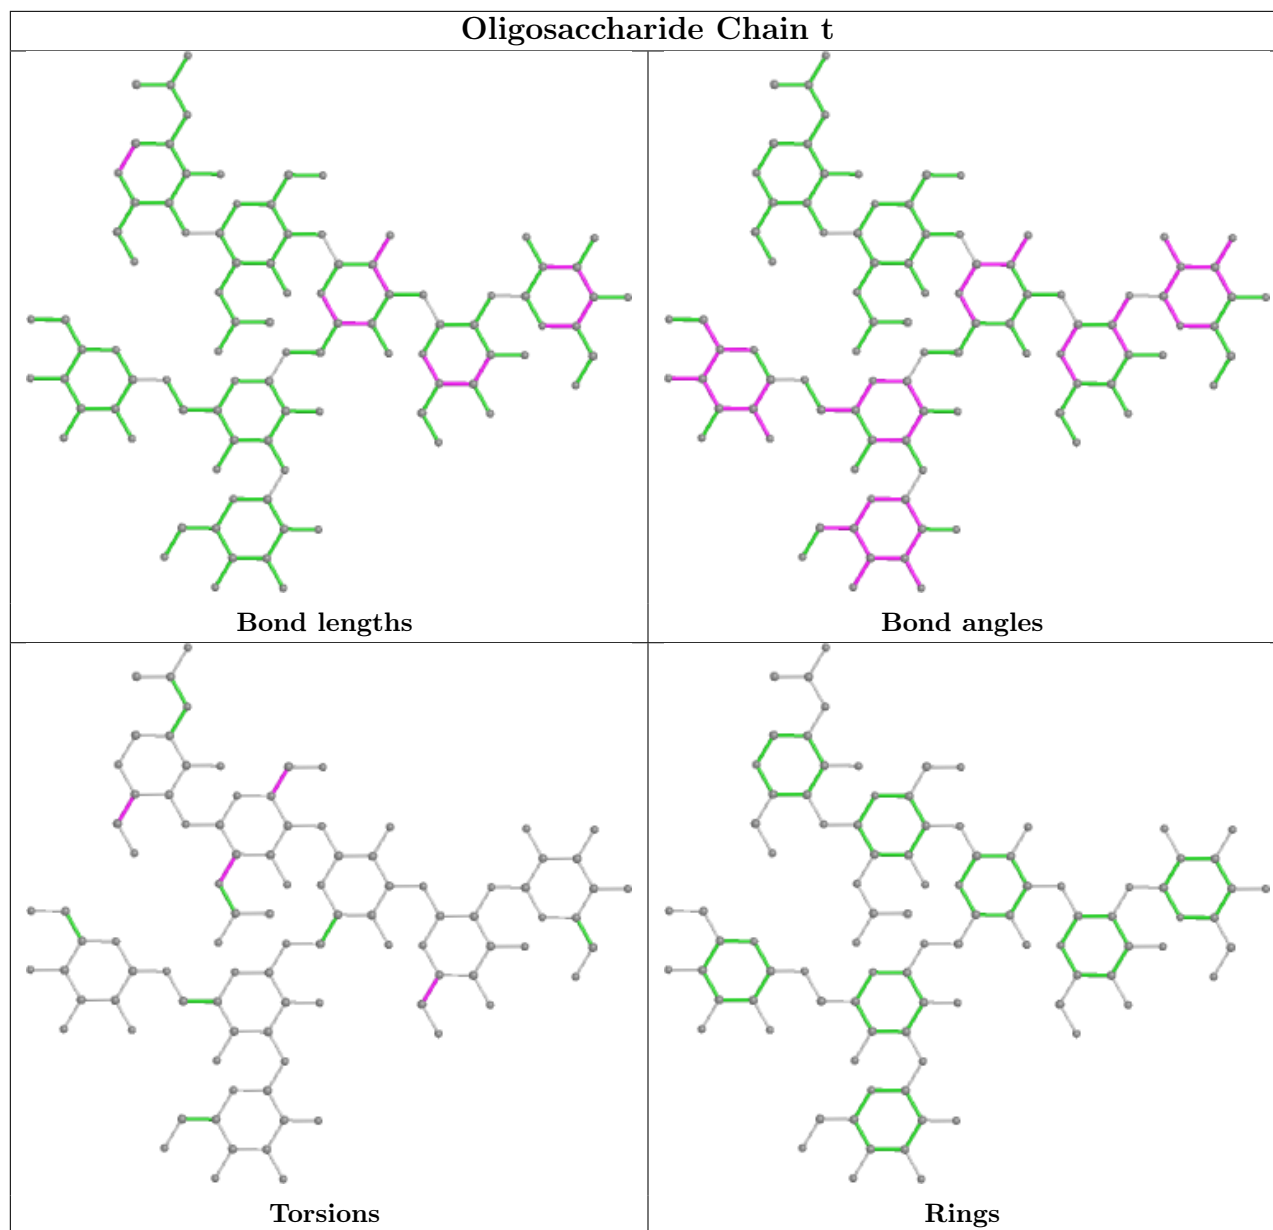 Oligosaccharide Chain t
Bond lengths
Bond angles
Torsions
Rings